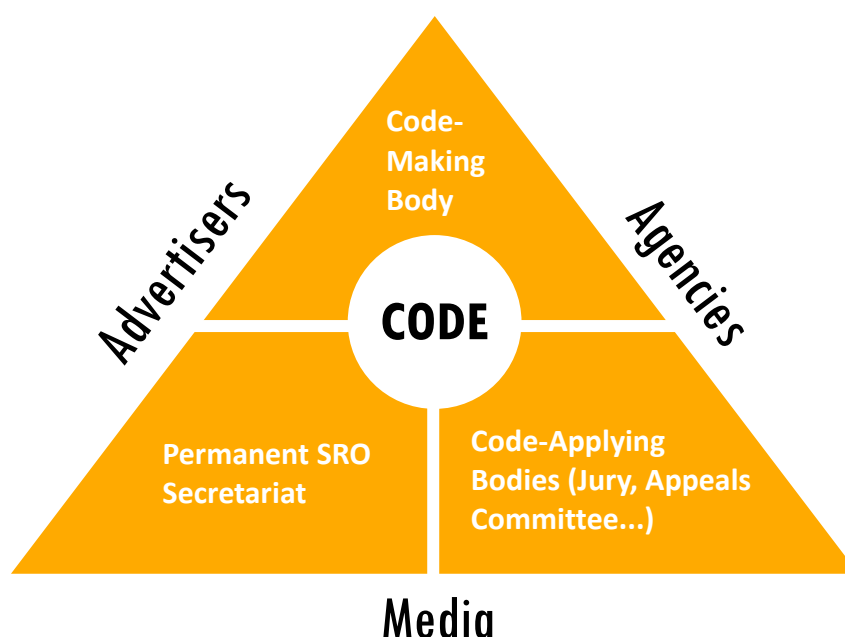 Code-
Making
Body
Advertisers
Agencies
CODE
Permanent SRO
Secretariat
Code-Applying
Bodies (Jury, Appeals
Committee...)
Media